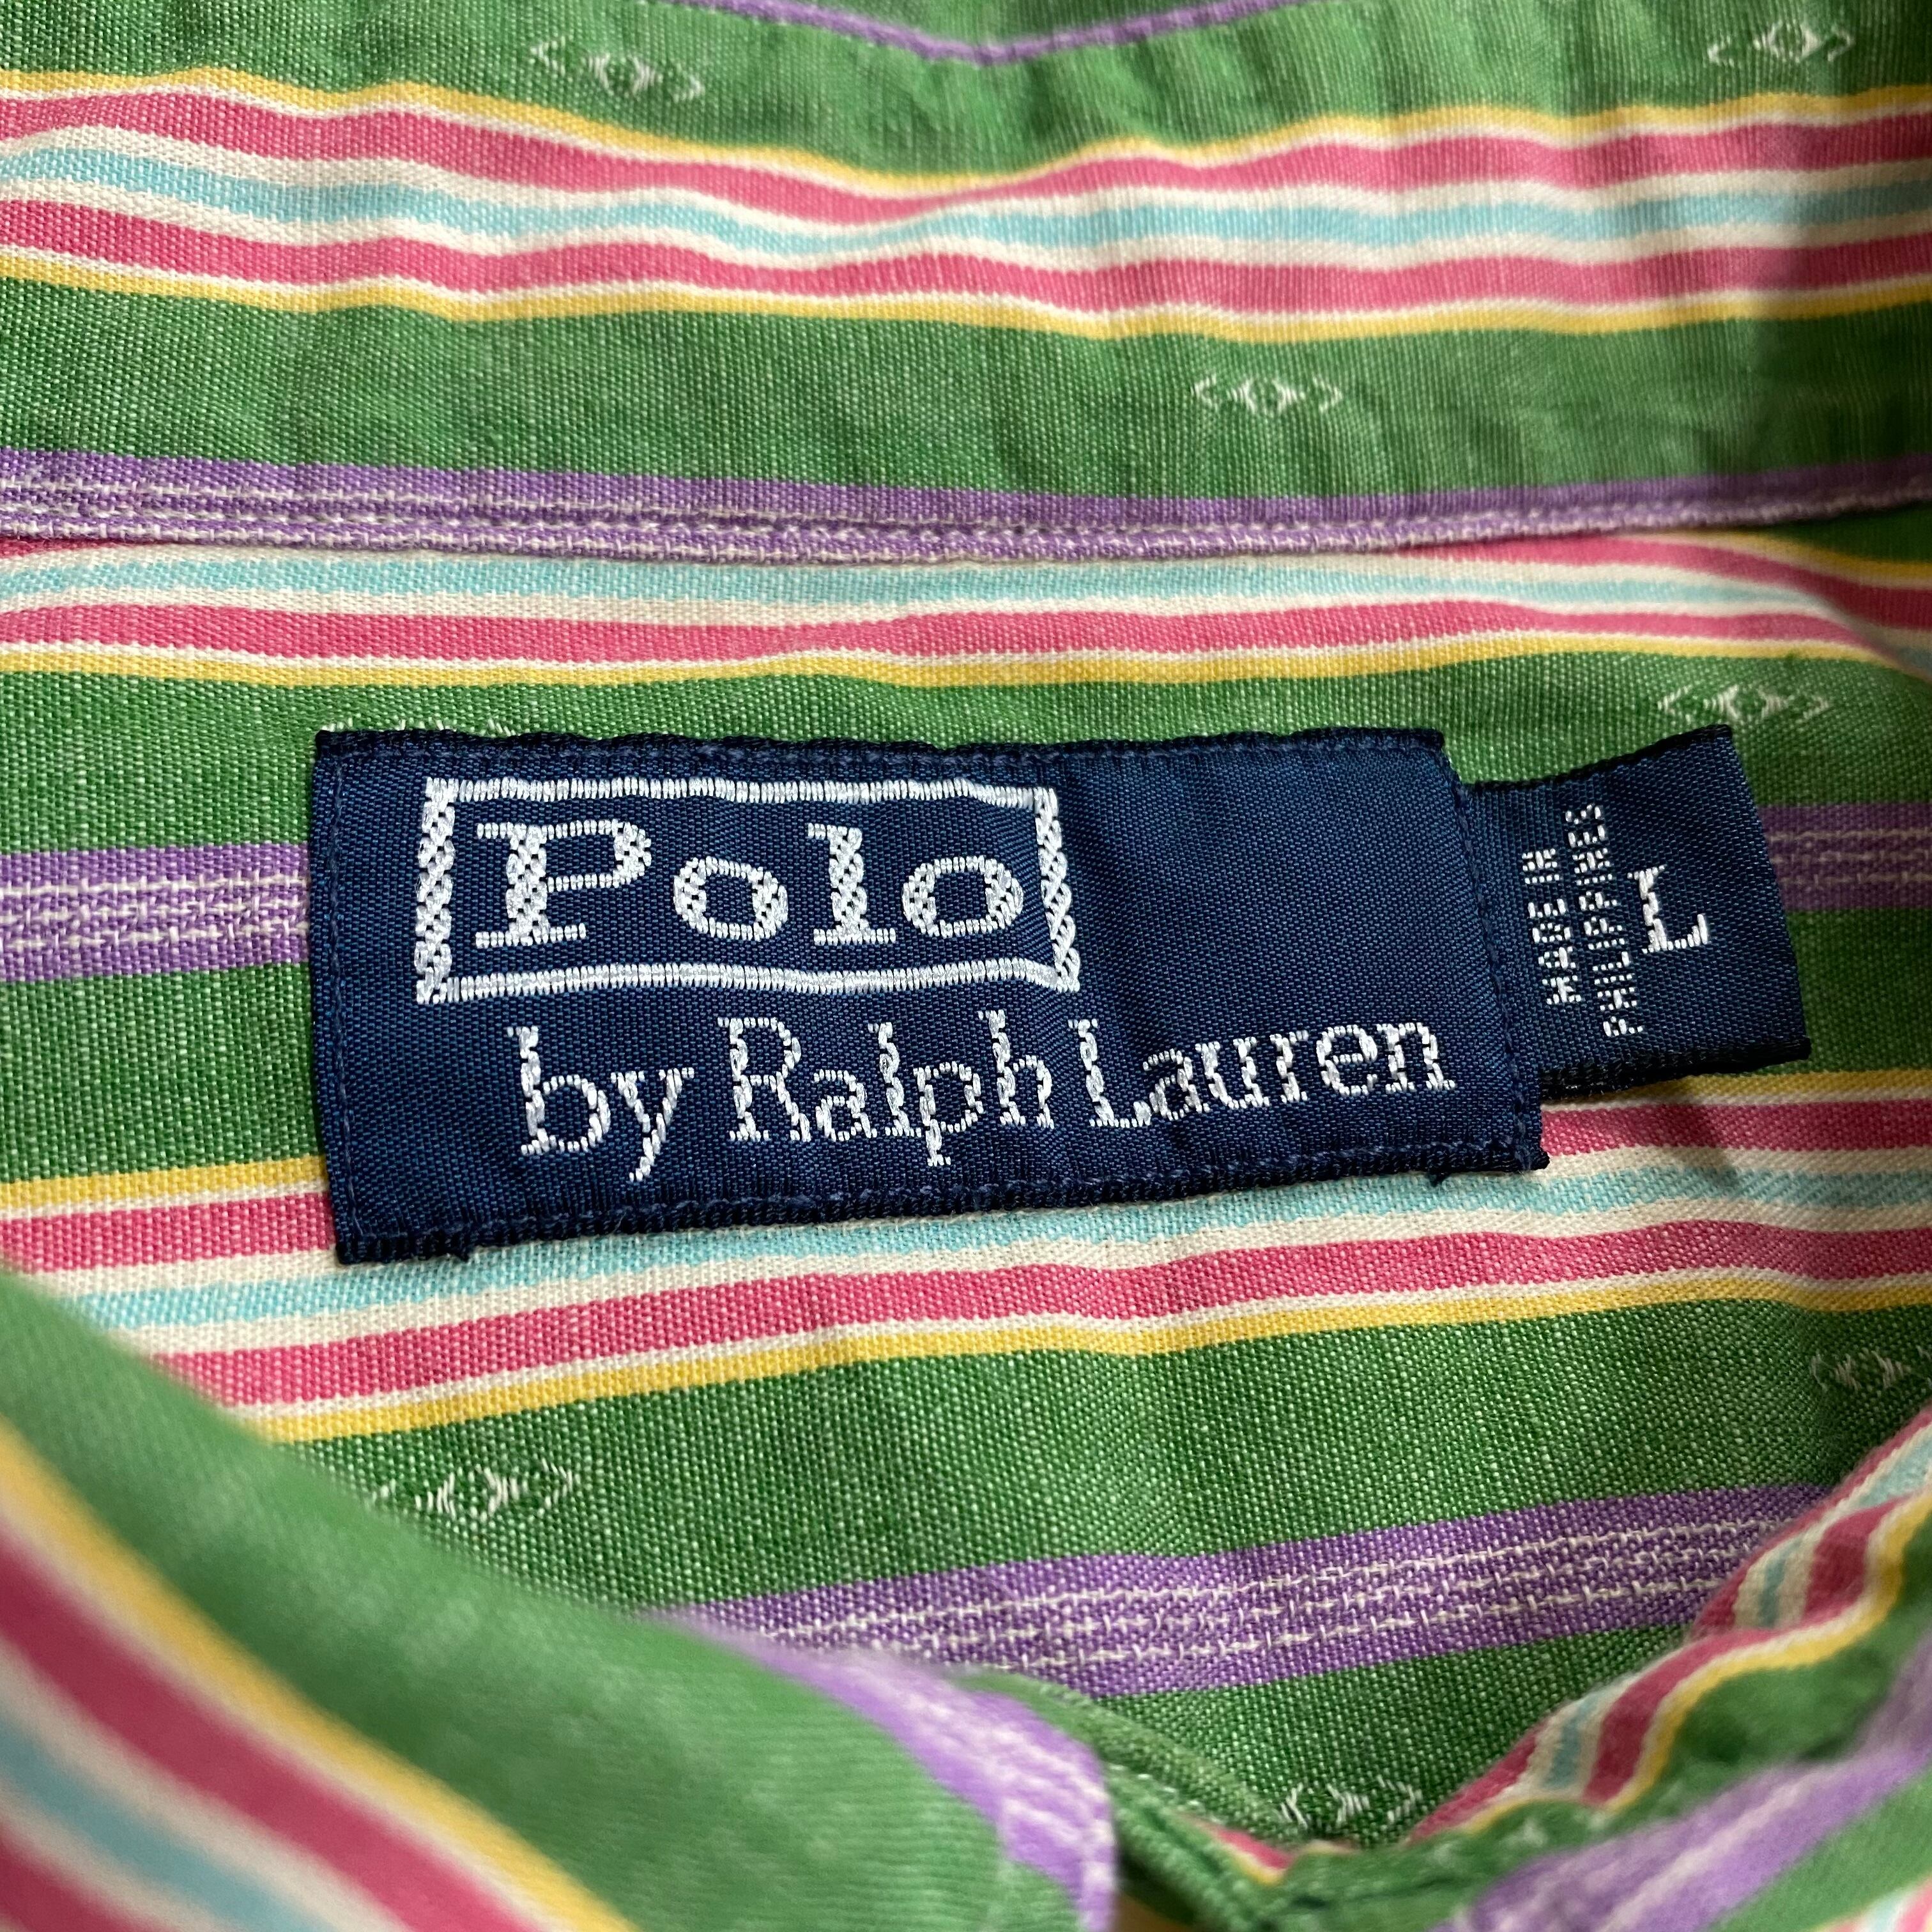 Polo
by Ralph Lauren
MADE IN
PHILIPPINES
L